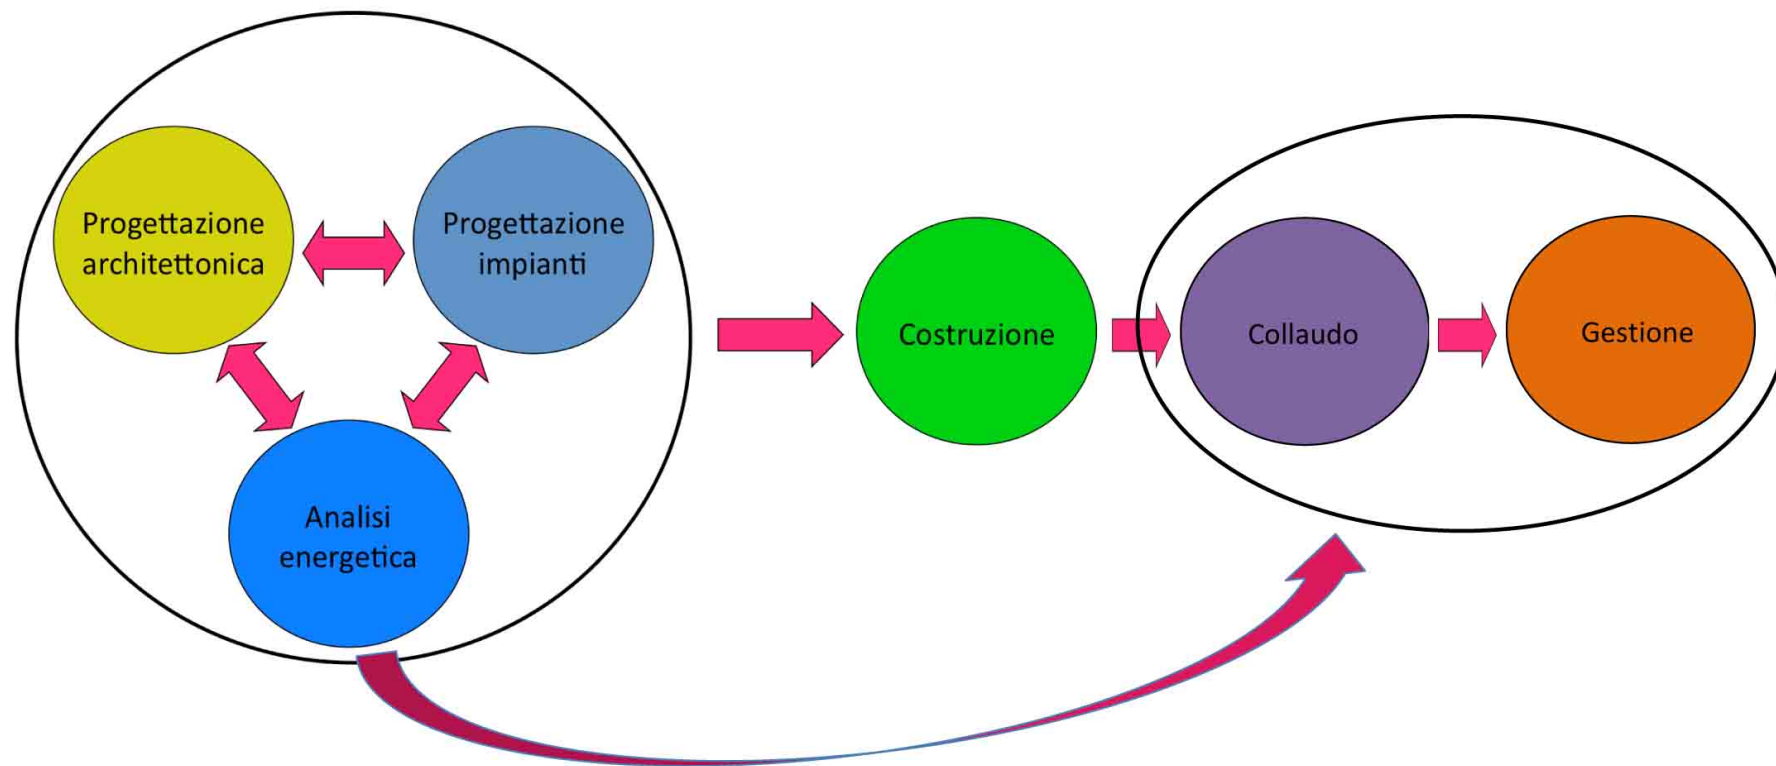 Progettazione
architettonica
Progettazione
impianti
Analisi
energetica
Costruzione
Collaudo
Gestione